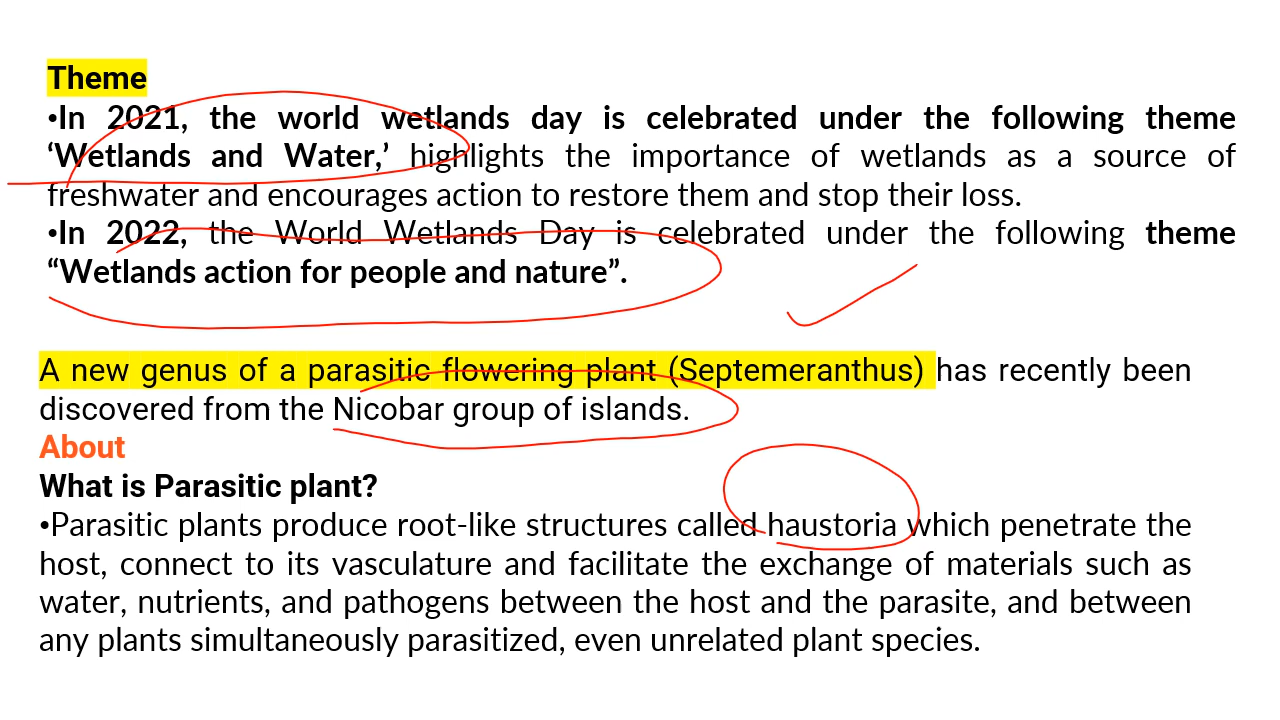 Theme
•In 2021, the world wetlands day is celebrated under the following theme
‘Wetlands and Water,’ highlights the importance of wetlands as a source of
freshwater and encourages action to restore them and stop their loss.
•In 2022, the World Wetlands Day is celebrated under the following theme
“Wetlands action for people and nature”.
A new genus of a parasitic flowering plant (Septemeranthus) has recently been
discovered from the Nicobar group of islands.
About
What is Parasitic plant?
•Parasitic plants produce root-like structures called haustoria which penetrate the
host, connect to its vasculature and facilitate the exchange of materials such as
water, nutrients, and pathogens between the host and the parasite, and between
any plants simultaneously parasitized, even unrelated plant species.